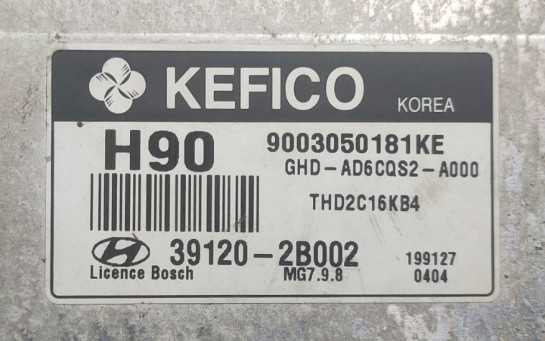 KEFICO KOREA
H90 9003050181KE
GHD-AD6CQS2-A000
THD2C16KB4
39120-2B002
Licence Bosch MG7.9.8
199127
0404